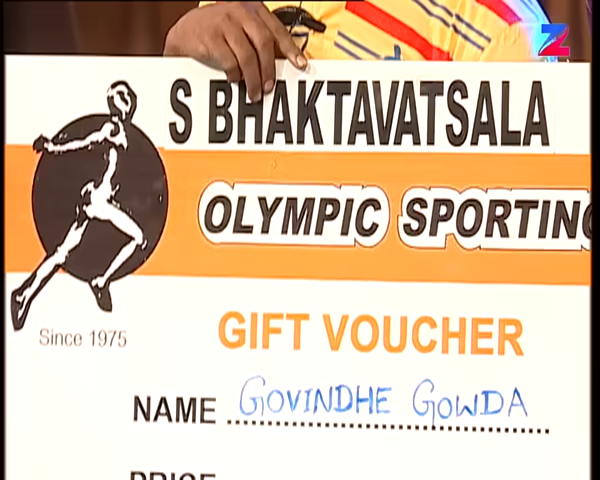 Z
S BHAKTAVATSALA
OLYMPIC SPORTING
Since 1975
GIFT VOUCHER
NAME GOVINDHE GOWDA